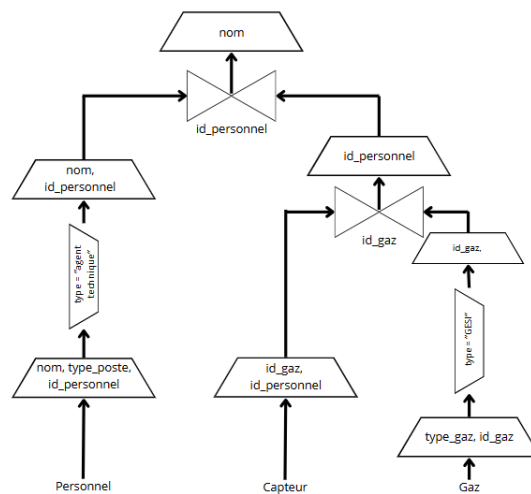 nom
id_personnel
id_personnel
nom,
id_personnel
id_gaz
id_gaz,
type = "agent
technique"
type = "GESI"
nom, type_poste,
id_personnel
id_gaz,
id_personnel
type_gaz, id_gaz
Personnel
Capteur
Gaz